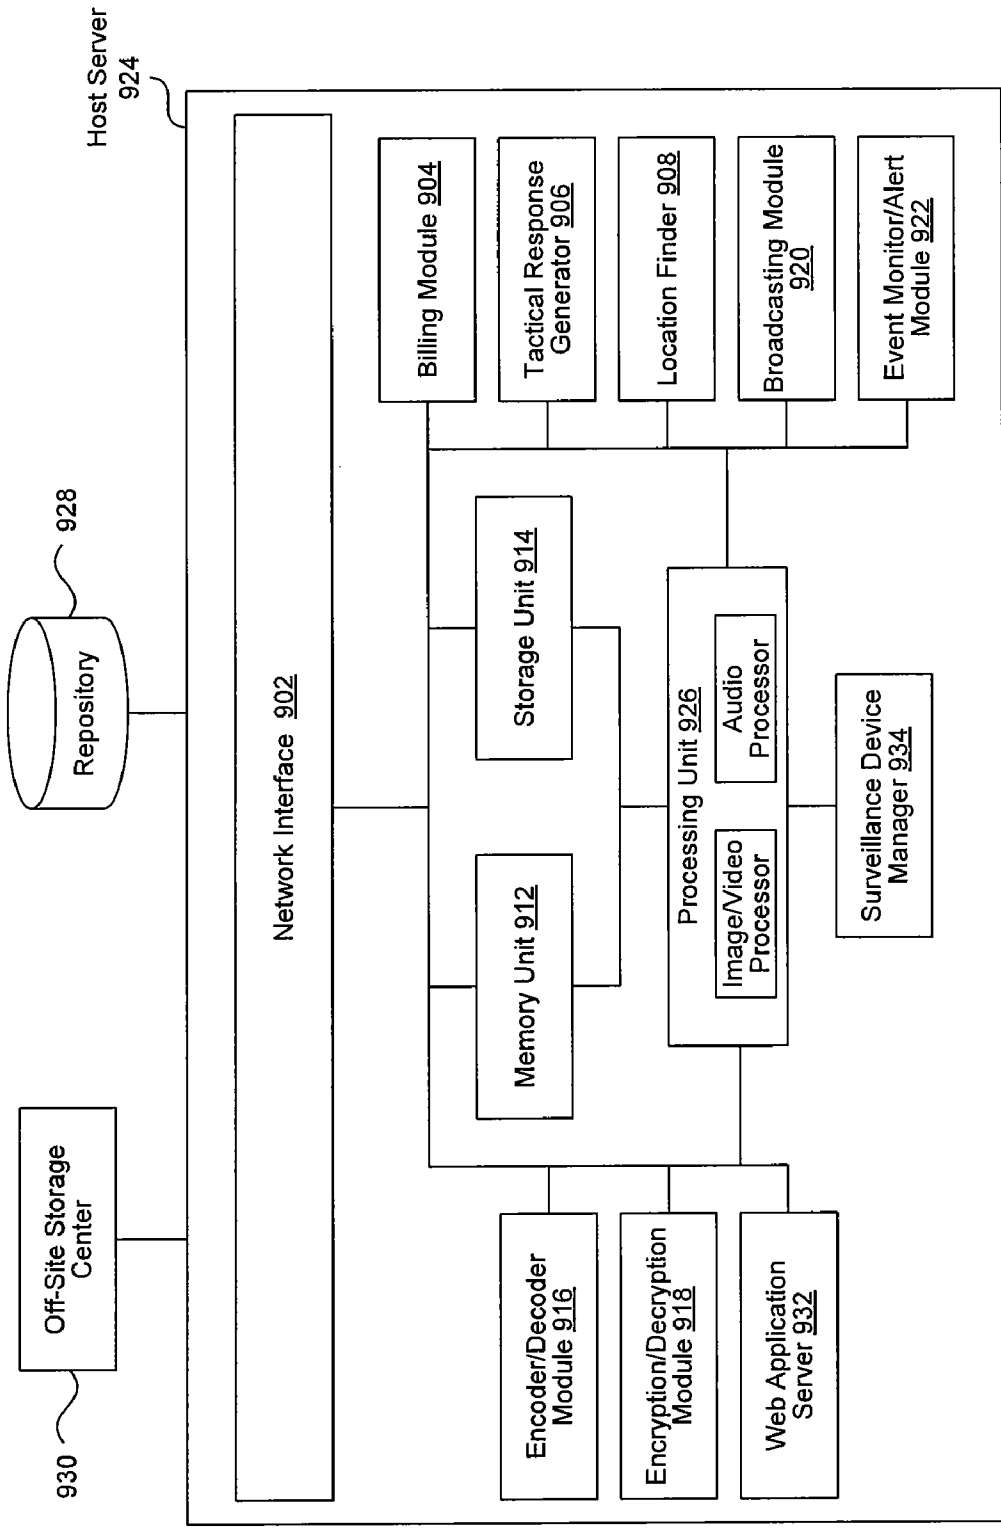 Host Server
924
928
Repository
Off-Site Storage
Center
930
Network Interface 902
Billing Module 904
Tactical Response
Generator 906
Location Finder 908
Broadcasting Module
920
Event Monitor/Alert
Module 922
Storage Unit 914
Memory Unit 912
Processing Unit 926
Image/Video
Processor
Audio
Processor
Surveillance Device
Manager 934
Encoder/Decoder
Module 916
Encryption/Decryption
Module 918
Web Application
Server 932